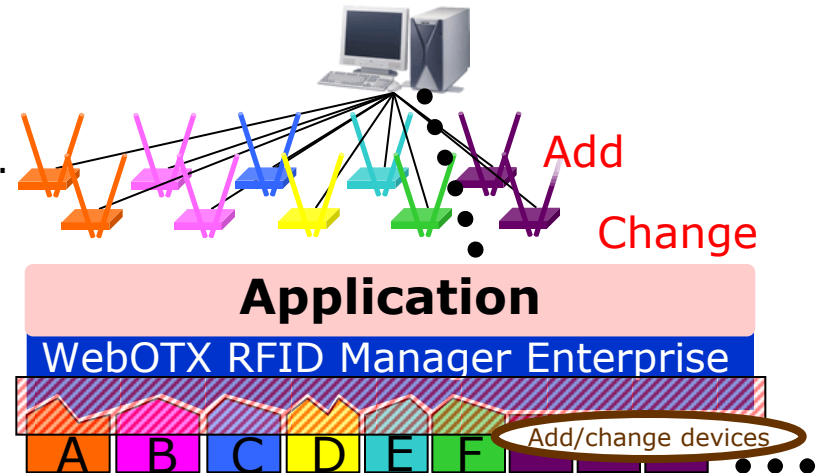 Add
Change
Application
WebOTX RFID Manager Enterprise
A B C D E F
Add/change devices